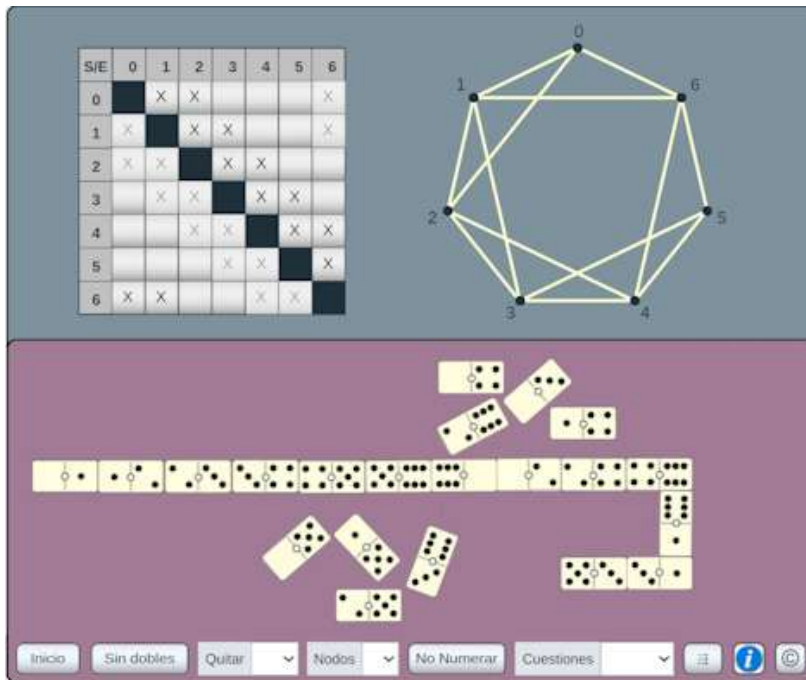 S/E 0 1 2 3 4 5 6
0 X X X
1 X X X X
2 X X X X
3 X X X X
4 X X X X
5 X X X
6 X X X X
0
1 6
2 5
3 4
Inicio Sin dobles Quitar Nodos No Numerar Cuestiones i ©